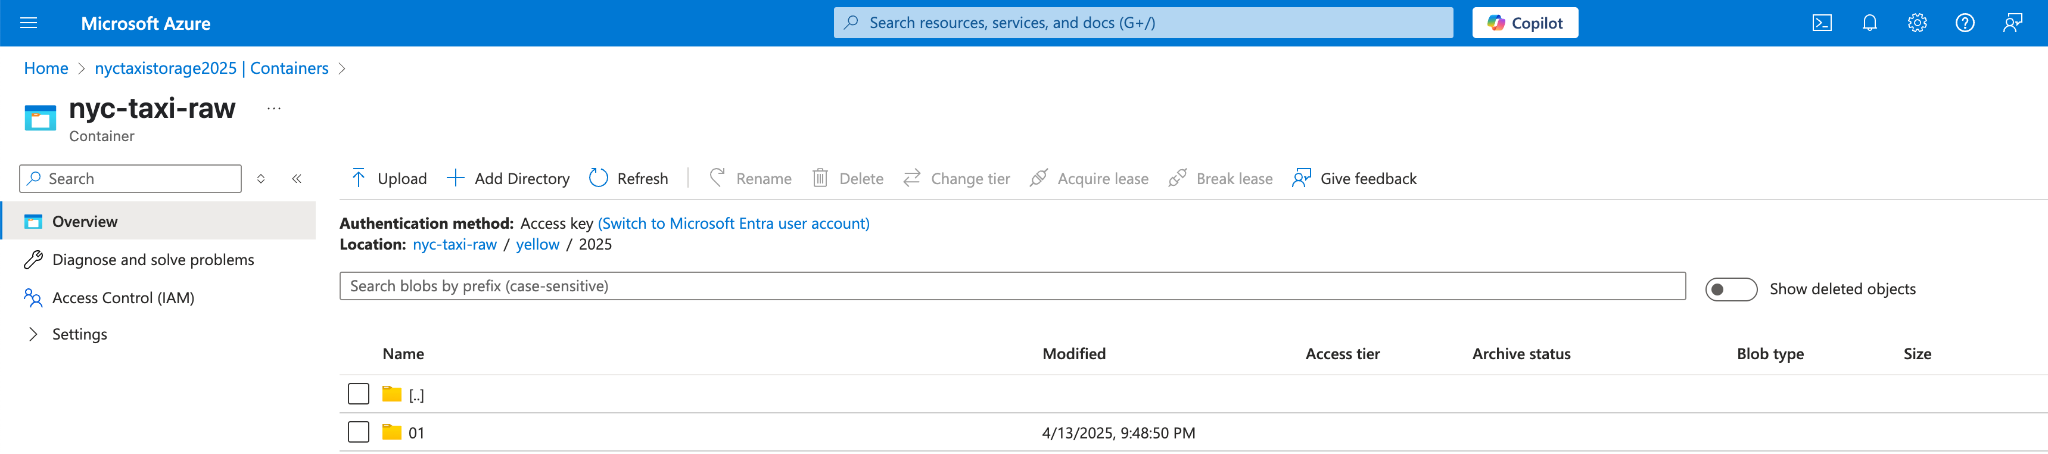 Microsoft Azure
Search resources, services, and docs (G+/)
Copilot
Home > nyctaxistorage2025 | Containers >
nyc-taxi-raw ...
Container
Search
Upload Add Directory Refresh Rename Delete Change tier Acquire lease Break lease Give feedback
Overview
Diagnose and solve problems
Access Control (IAM)
Settings
Authentication method: Access key (Switch to Microsoft Entra user account)
Location: nyc-taxi-raw / yellow / 2025
Search blobs by prefix (case-sensitive)
Show deleted objects
Name Modified Access tier Archive status Blob type Size
[..]
01 4/13/2025, 9:48:50 PM